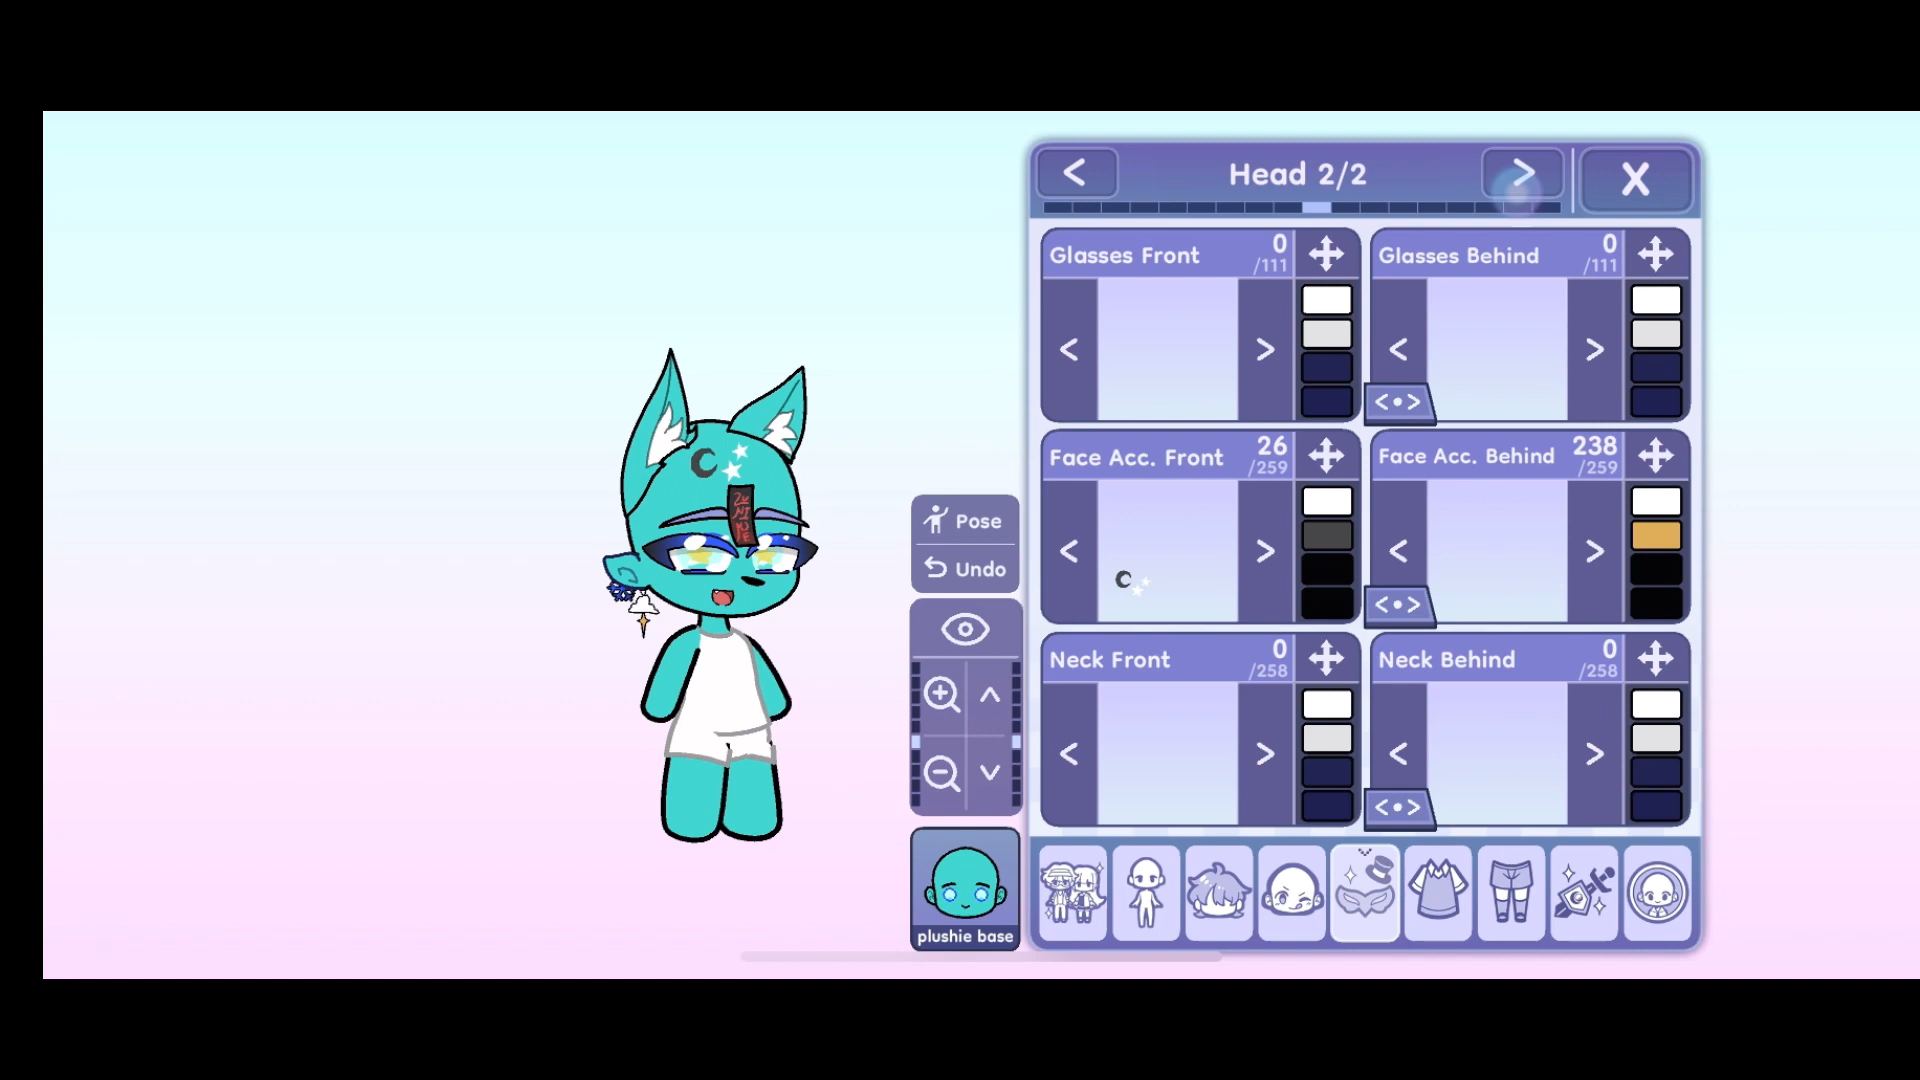 Head 2/2
X
Glasses Front
0
/111
Glasses Behind
0
/111
Face Acc. Front
26
/259
Face Acc. Behind
238
/259
Pose
Undo
Neck Front
0
/258
Neck Behind
0
/258
plushie base